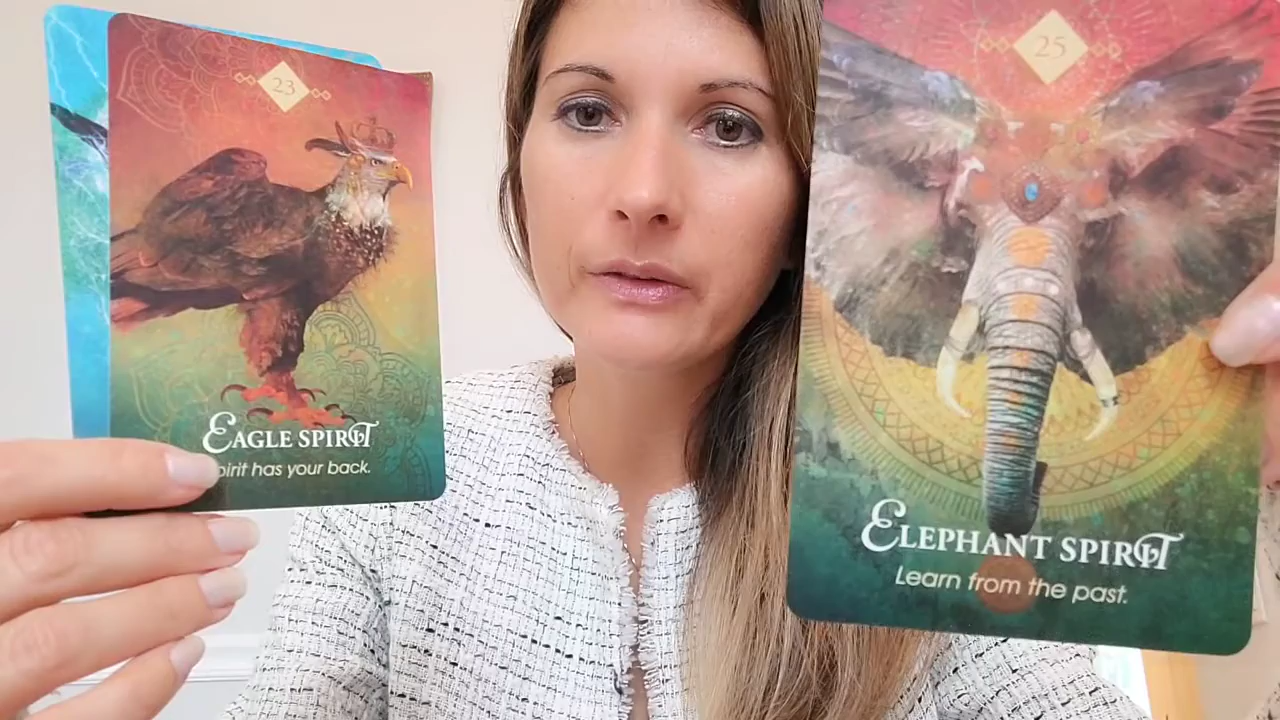 23
EAGLE SPIRIT
pirit has your back.
25
ELEPHANT SPIRIT
Learn from the past.